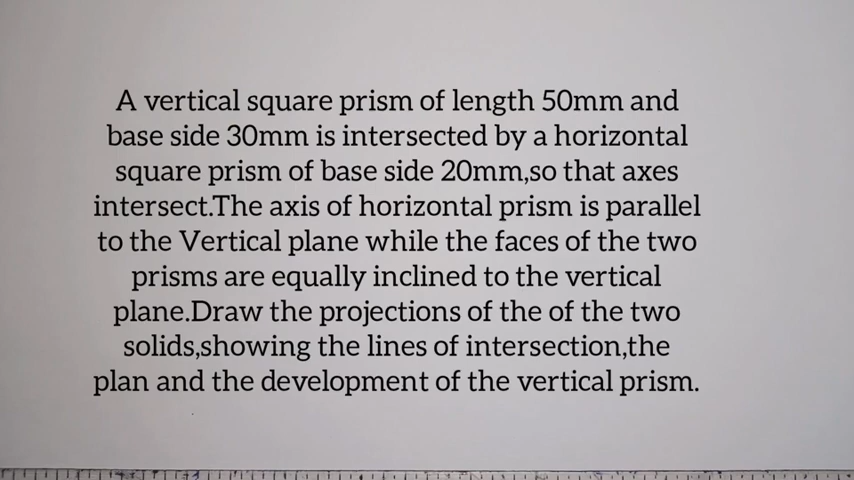 A vertical square prism of length 50mm and
base side 30mm is intersected by a horizontal
square prism of base side 20mm,so that axes
intersect.The axis of horizontal prism is parallel
to the Vertical plane while the faces of the two
prisms are equally inclined to the vertical
plane.Draw the projections of the of the two
solids,showing the lines of intersection,the
plan and the development of the vertical prism.